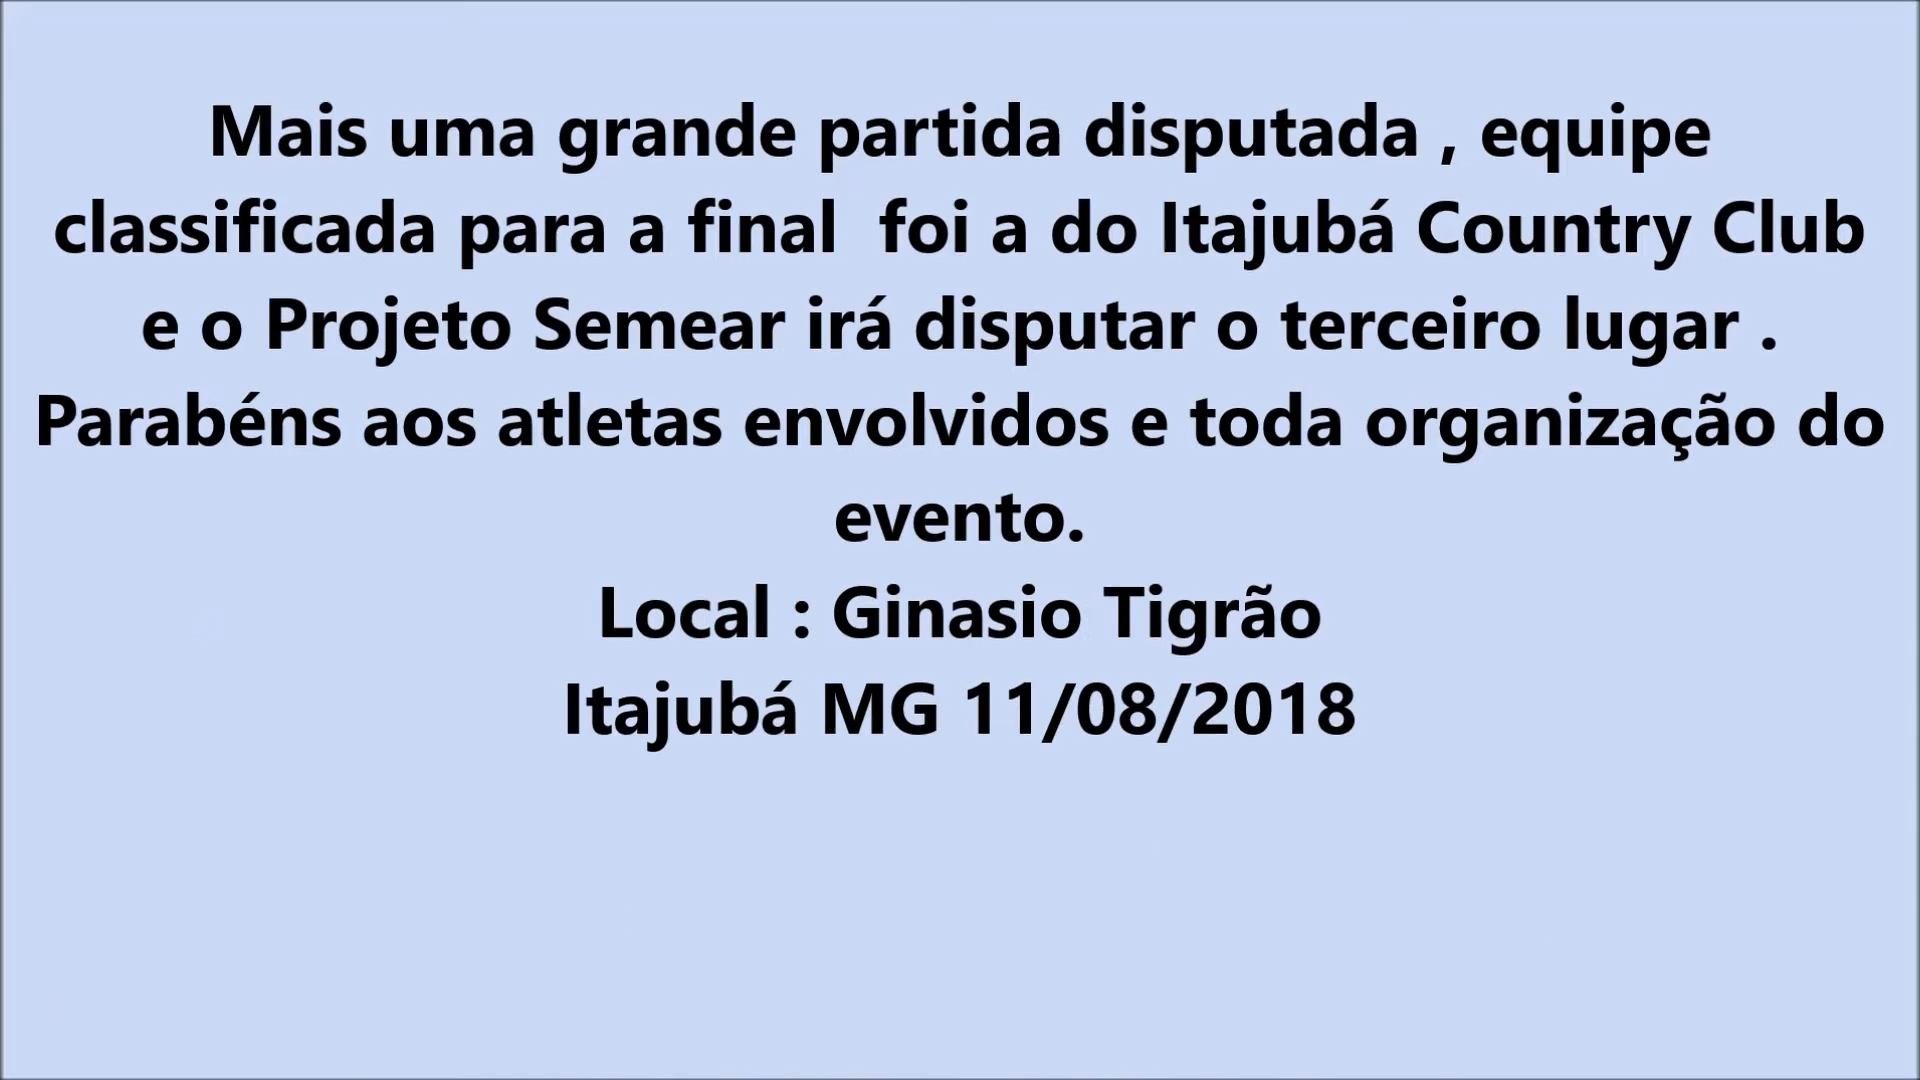 Mais uma grande partida disputada , equipe
classificada para a final  foi a do Itajubá Country Club
e o Projeto Semear irá disputar o terceiro lugar .
Parabéns aos atletas envolvidos e toda organização do
evento.
Local : Ginasio Tigrão
Itajubá MG 11/08/2018